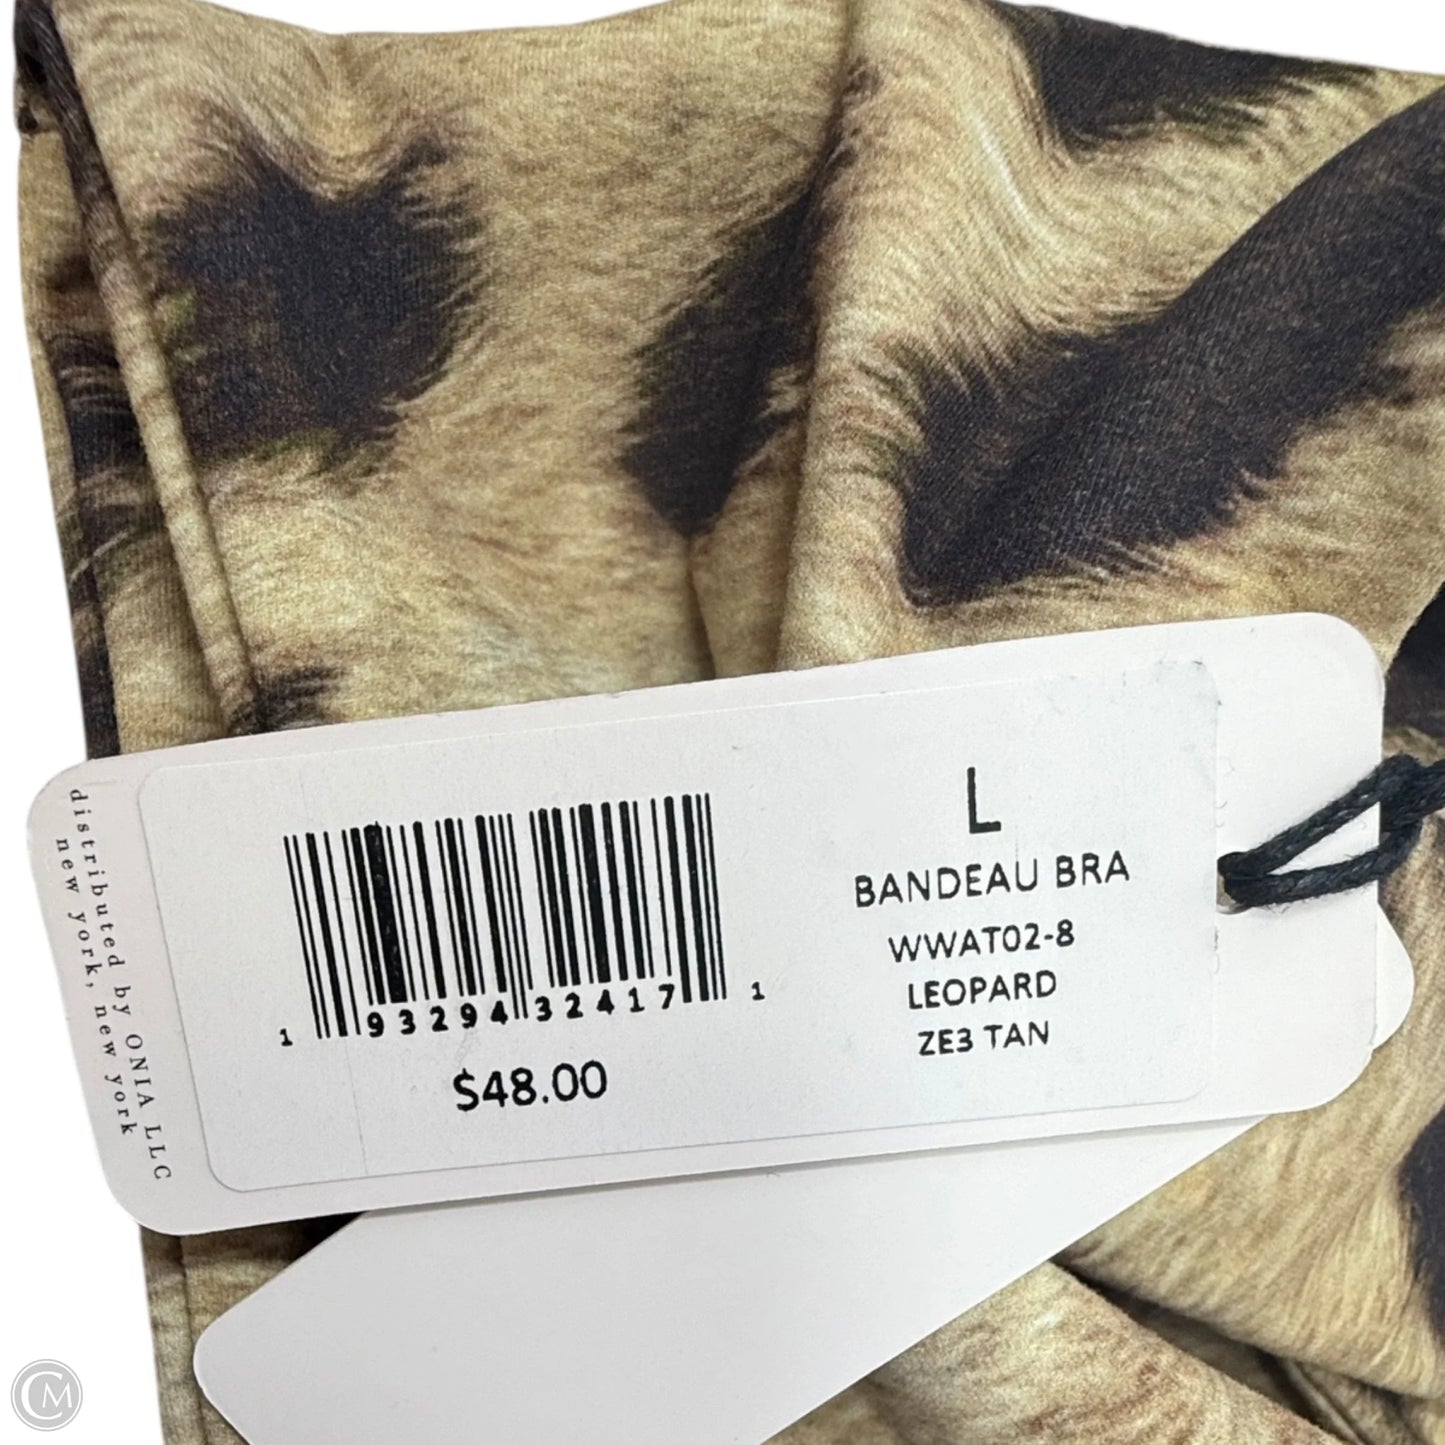 distributed by ONIA LLC
new york, new york
1 93294 32417 1
$48.00
L
BANDEAU BRA
WWAT02-8
LEOPARD
ZE3 TAN
CM